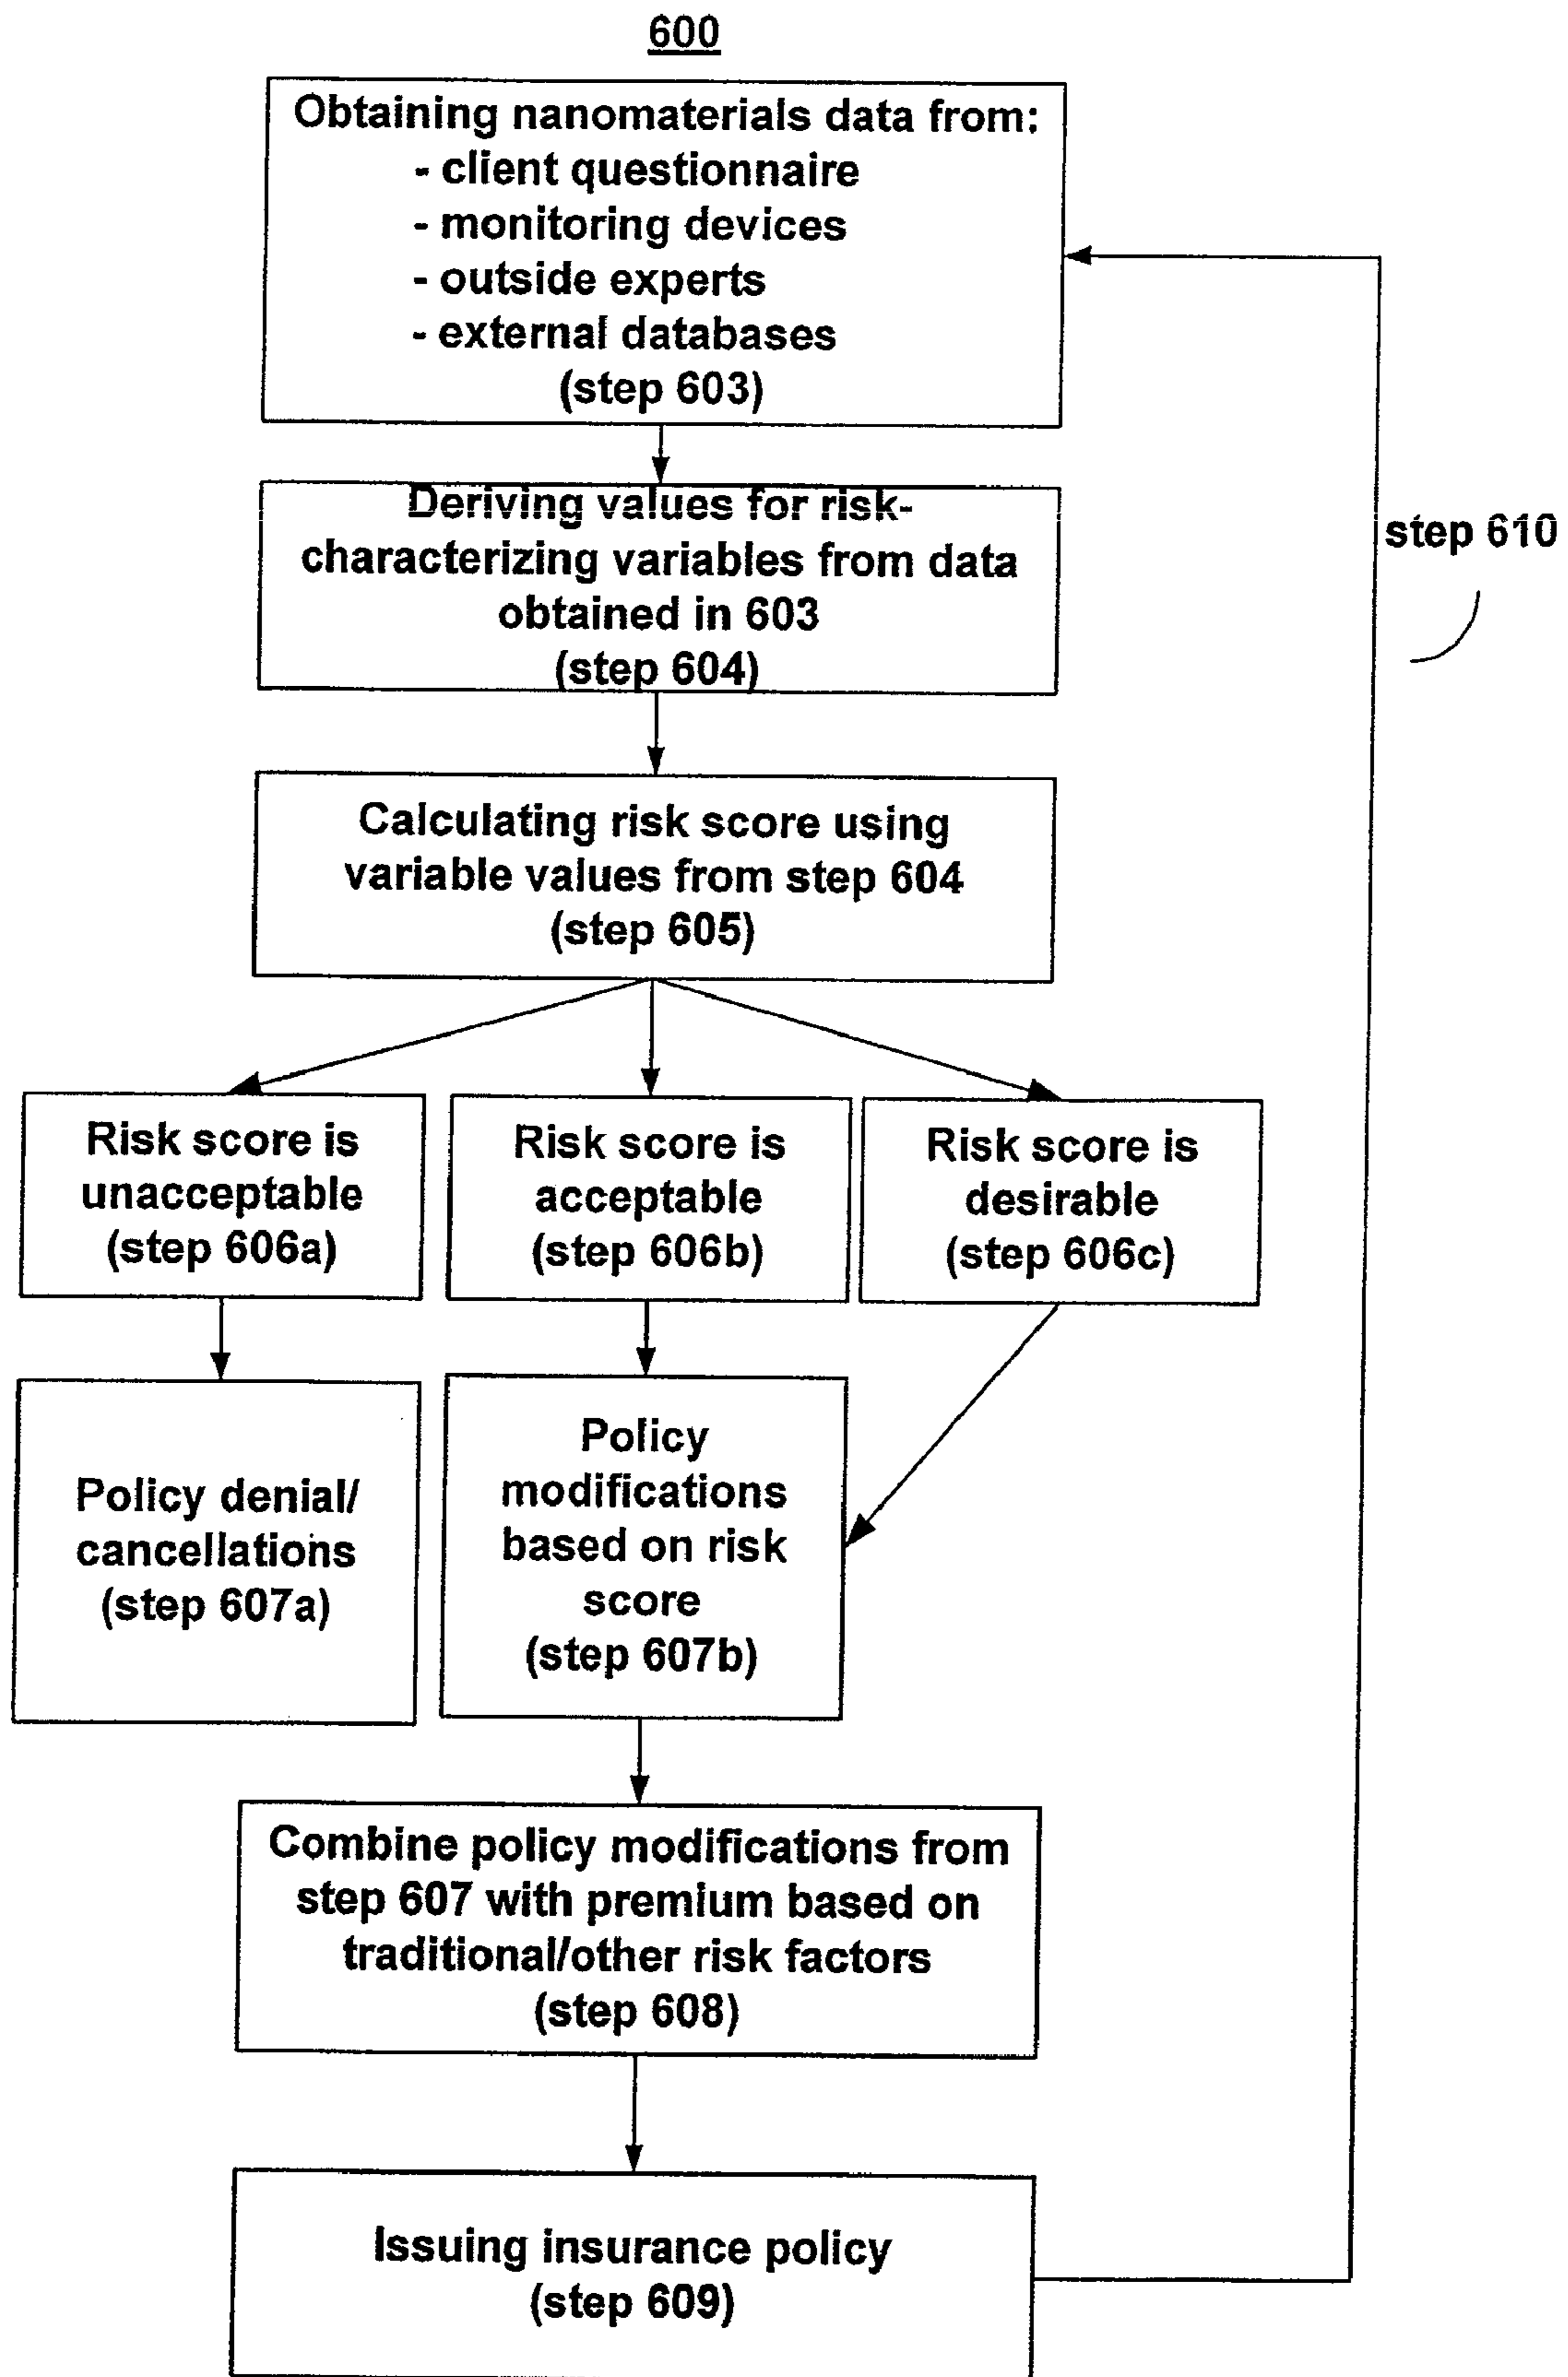 600
Obtaining nanomaterials data from:
- client questionnaire
- monitoring devices
- outside experts
- external databases
(step 603)
Deriving values for risk-
characterizing variables from data
obtained in 603
(step 604)
step 610
Calculating risk score using
variable values from step 604
(step 605)
Risk score is
unacceptable
(step 606a)
Risk score is
acceptable
(step 606b)
Risk score is
desirable
(step 606c)
Policy denial/
cancellations
(step 607a)
Policy
modifications
based on risk
score
(step 607b)
Combine policy modifications from
step 607 with premium based on
traditional/other risk factors
(step 608)
Issuing insurance policy
(step 609)